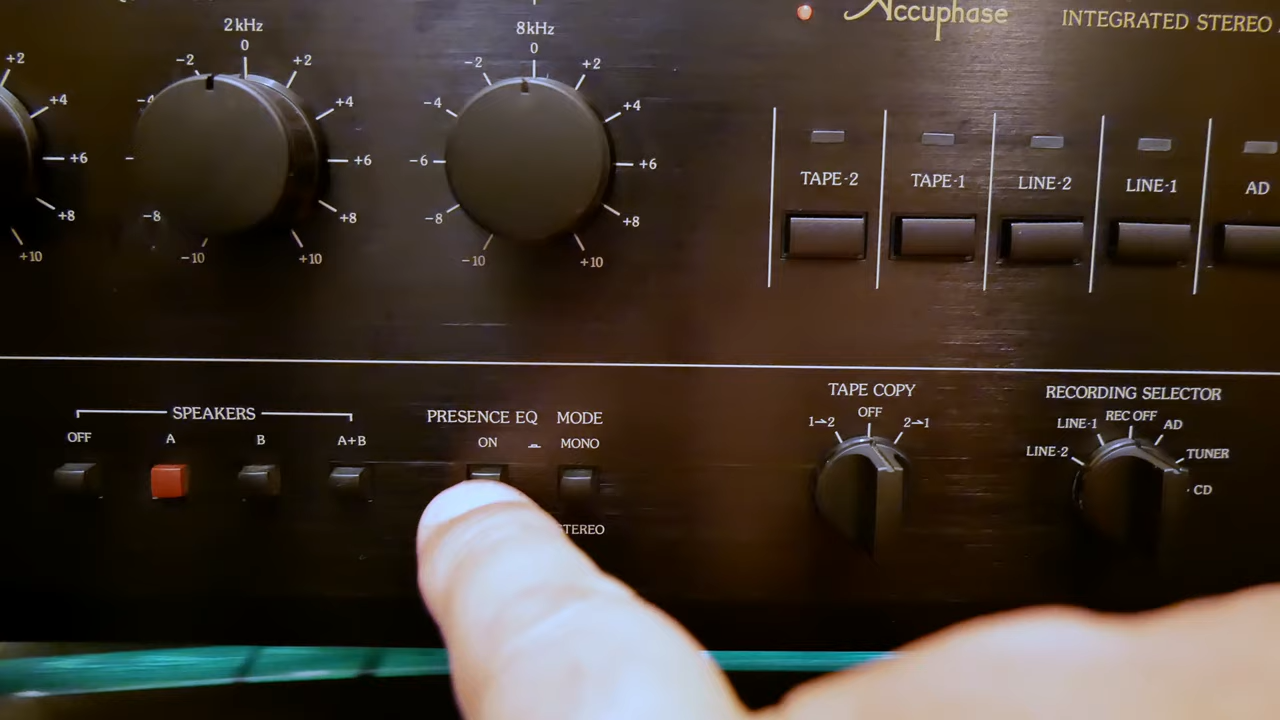 Accuphase
INTEGRATED STEREO
2kHz
8kHz
+2
+4
+6
+8
+10
-2
0
+2
+4
+6
+8
+10
-8
-10
-2
0
+2
-4
+4
-6
+6
-8
+8
-10
+10
TAPE-2
TAPE-1
LINE-2
LINE-1
AD
SPEAKERS
OFF
A
B
A+B
PRESENCE EQ
ON
MODE
MONO
STEREO
TAPE COPY
1→2
OFF
2→1
RECORDING SELECTOR
LINE-2
LINE-1
REC OFF
AD
TUNER
CD